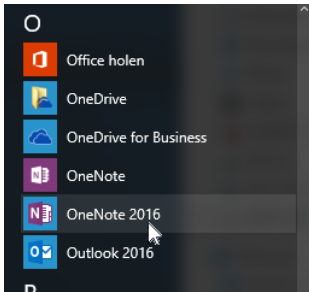 O
Office holen
OneDrive
OneDrive for Business
OneNote
OneNote 2016
Outlook 2016